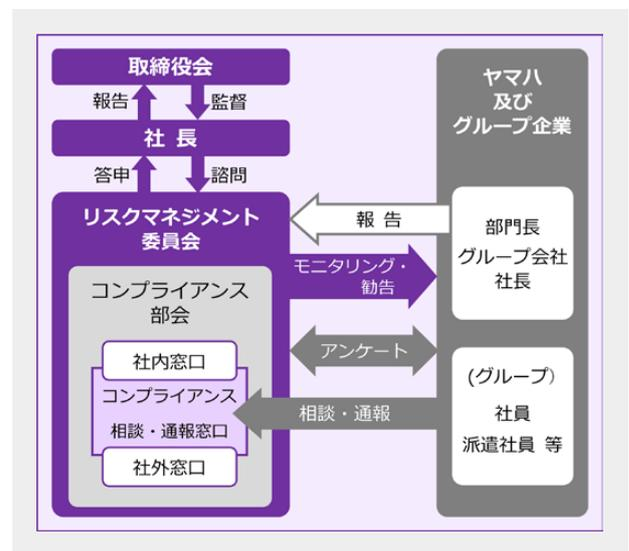 取締役会
報告
監督
社 長
答申
諮問
リスクマネジメント
委員会
コンプライアンス
部会
社内窓口
コンプライアンス
相談・通報窓口
社外窓口
報 告
モニタリング・
勧告
アンケート
相談・通報
ヤマハ
及び
グループ企業
部門長
グループ会社
社長
(グループ)
社員
派遣社員 等